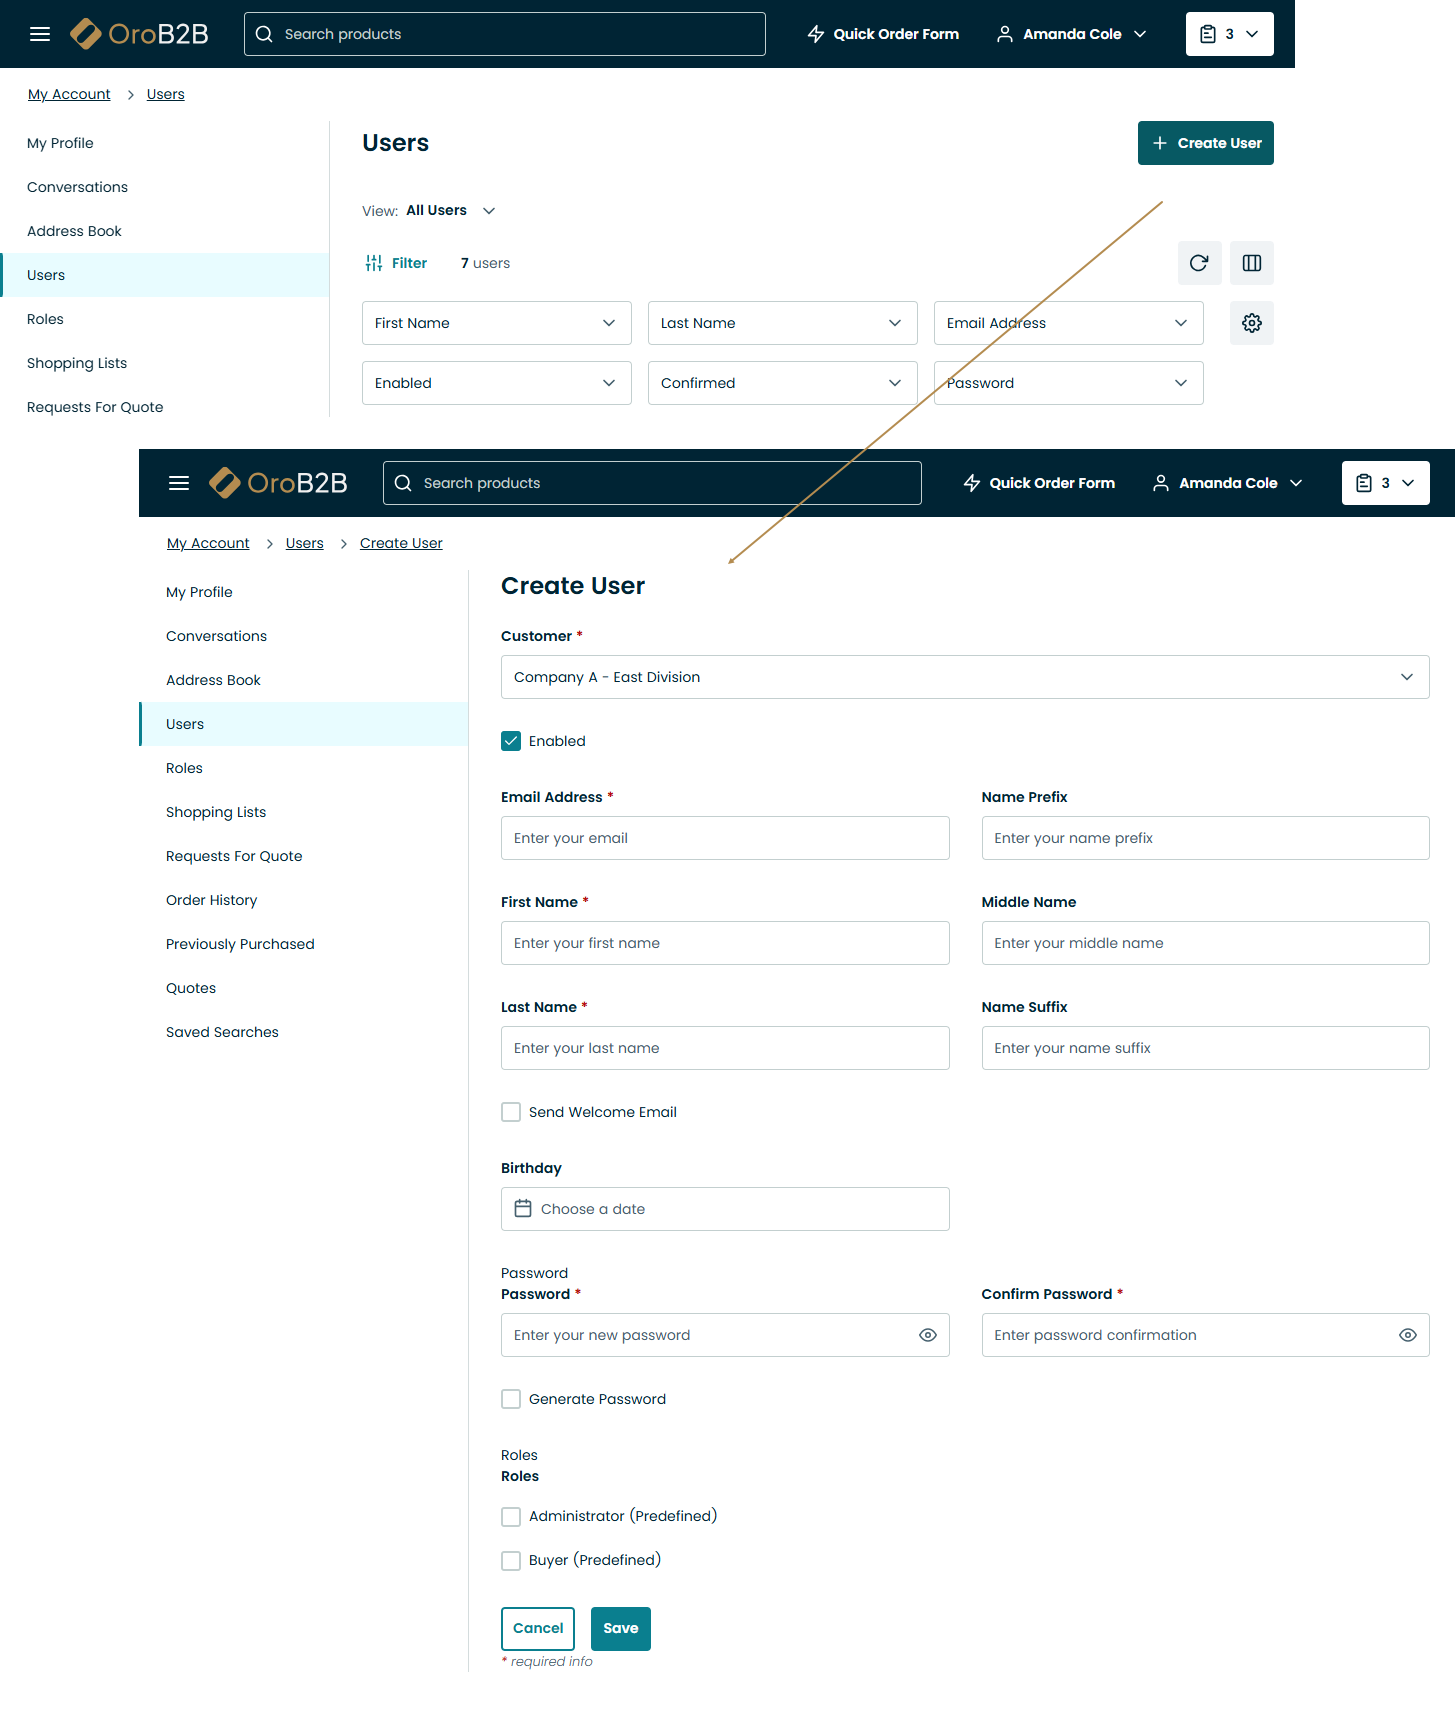 OroB2B
Search products
Quick Order Form
Amanda Cole
3
My Account > Users
My Profile
Conversations
Address Book
Users
Roles
Shopping Lists
Requests For Quote
Users
Create User
View: All Users
Filter
7 users
First Name
Last Name
Email Address
Enabled
Confirmed
Password
OroB2B
Search products
Quick Order Form
Amanda Cole
3
My Account > Users > Create User
My Profile
Conversations
Address Book
Users
Roles
Shopping Lists
Requests For Quote
Order History
Previously Purchased
Quotes
Saved Searches
Create User
Customer *
Company A - East Division
Enabled
Email Address *
Name Prefix
Enter your email
Enter your name prefix
First Name *
Middle Name
Enter your first name
Enter your middle name
Last Name *
Name Suffix
Enter your last name
Enter your name suffix
Send Welcome Email
Birthday
Choose a date
Password
Password *
Confirm Password *
Enter your new password
Enter password confirmation
Generate Password
Roles
Roles
Administrator (Predefined)
Buyer (Predefined)
Cancel
Save
* required info